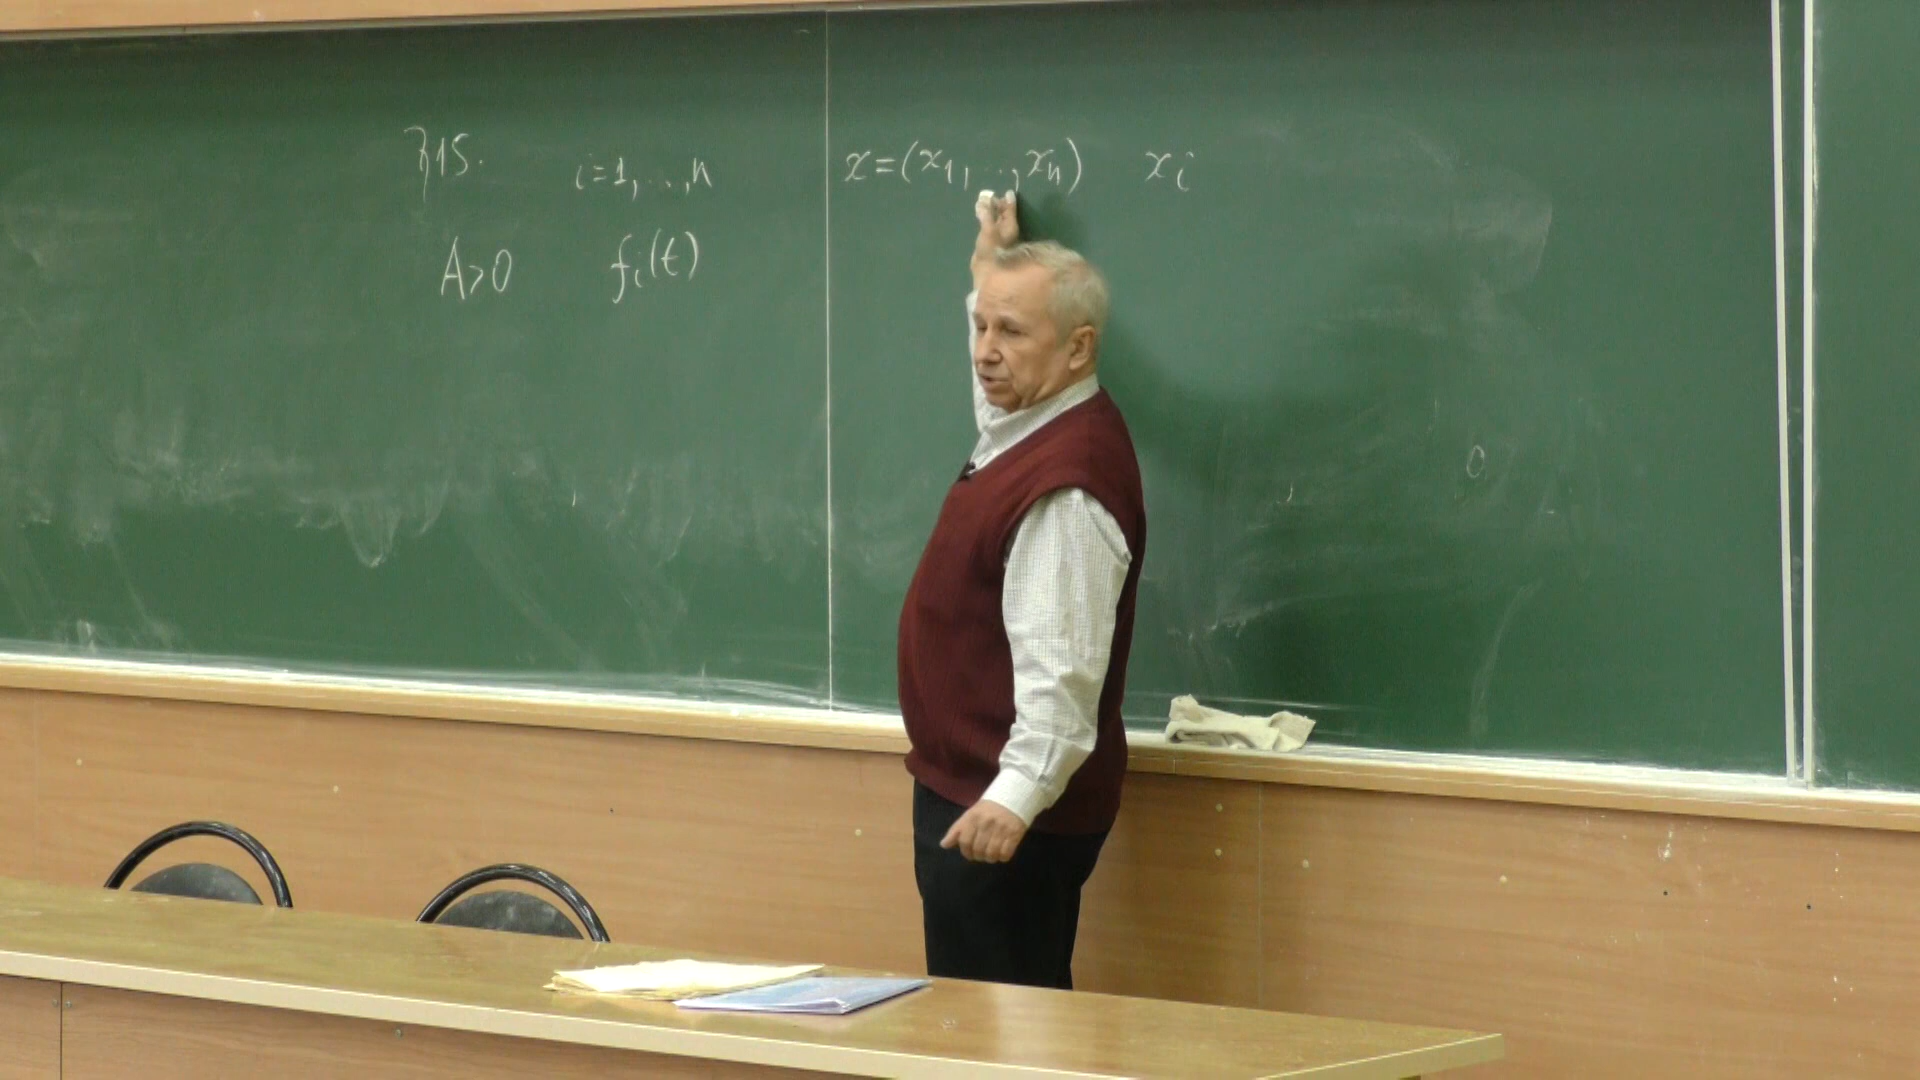 §15. i=1,...,n x=(x₁,..,xₙ) xᵢ
A>0 fᵢ(t)